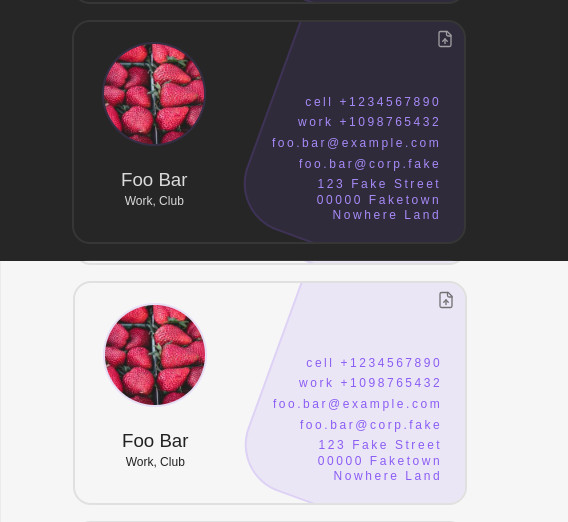 cell +1234567890
work +1098765432
foo.bar@example.com
foo.bar@corp.fake
123 Fake Street
00000 Faketown
Nowhere Land
Foo Bar
Work, Club
cell +1234567890
work +1098765432
foo.bar@example.com
foo.bar@corp.fake
123 Fake Street
00000 Faketown
Nowhere Land
Foo Bar
Work, Club